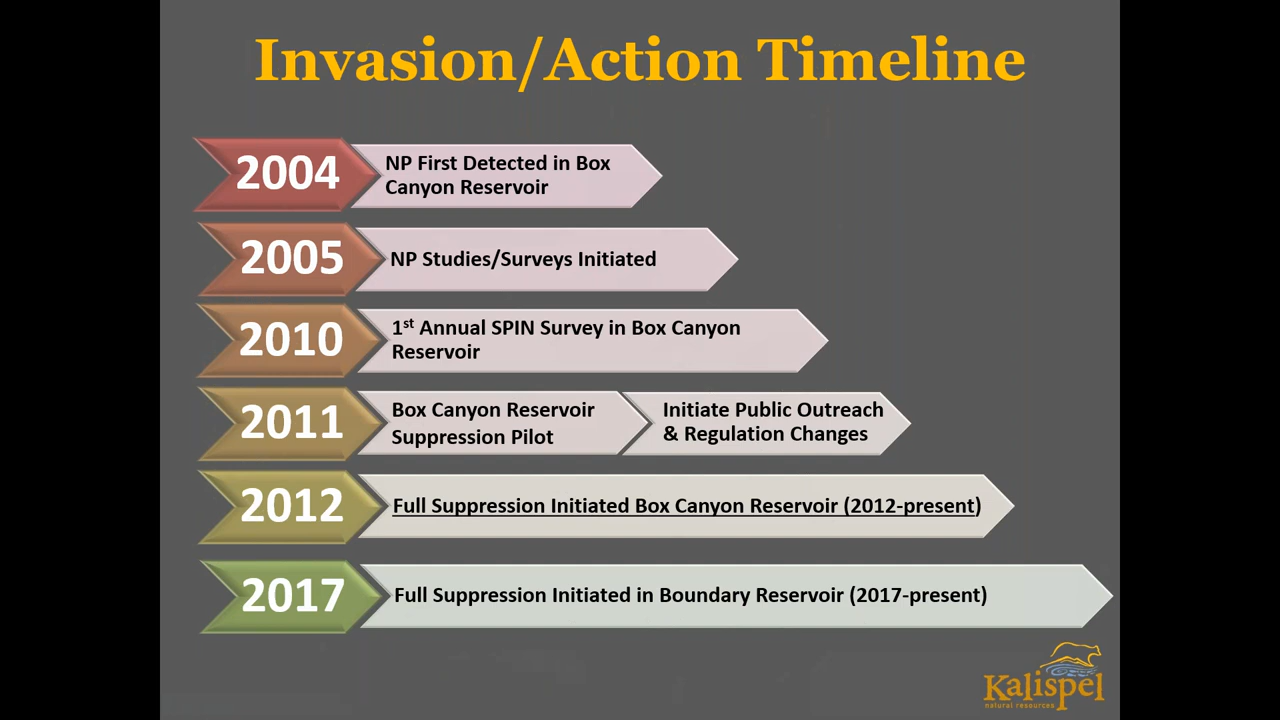 Invasion/Action Timeline
2004
NP First Detected in Box
Canyon Reservoir
2005
NP Studies/Surveys Initiated
2010
1st Annual SPIN Survey in Box Canyon
Reservoir
2011
Box Canyon Reservoir
Suppression Pilot
Initiate Public Outreach
& Regulation Changes
2012
Full Suppression Initiated Box Canyon Reservoir (2012-present)
2017
Full Suppression Initiated in Boundary Reservoir (2017-present)
Kalispel
natural resources